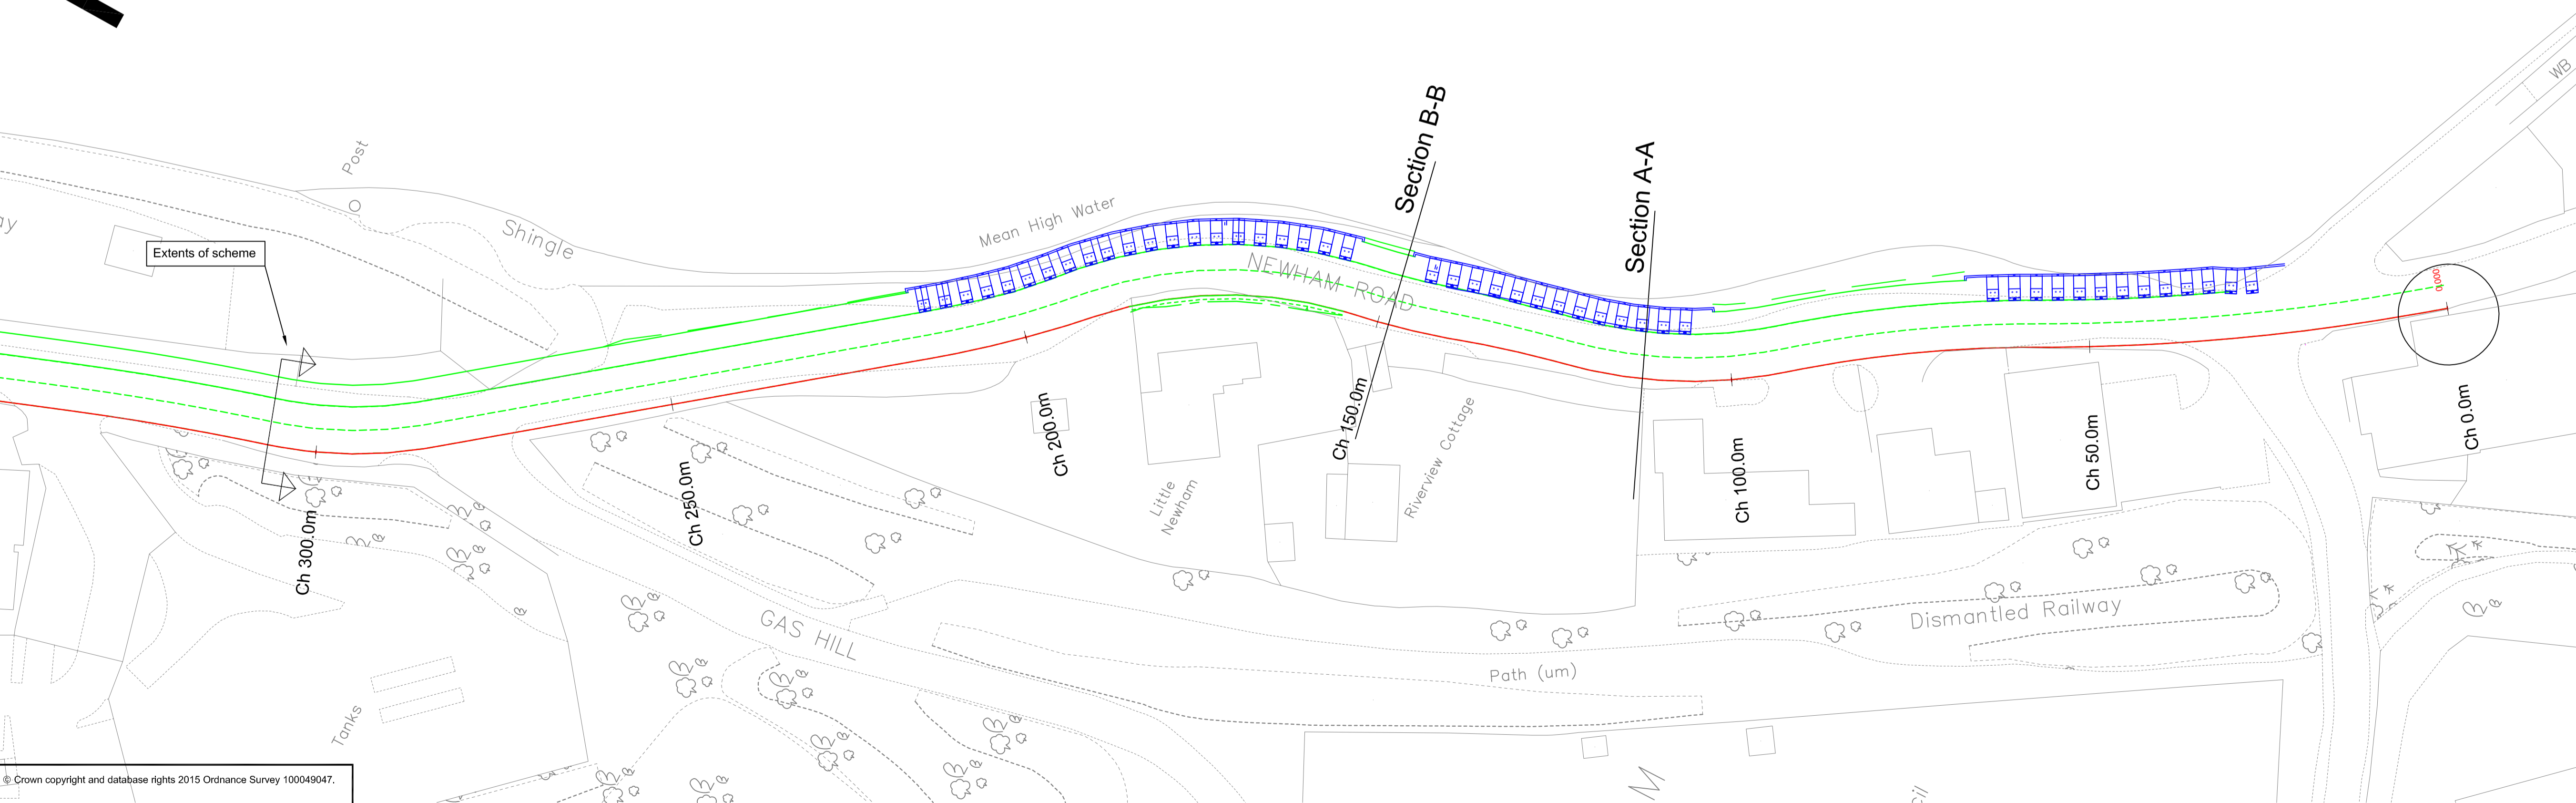 Post
WB
Section B-B
Section A-A
Shingle
Mean High Water
Extents of scheme
NEWHAM ROAD
0.000
Ch 0.0m
Ch 50.0m
Ch 100.0m
Ch 150.0m
Ch 200.0m
Ch 250.0m
Ch 300.0m
Riverview Cottage
Little
Newham
GAS HILL
Dismantled Railway
Path (um)
Tanks
© Crown copyright and database rights 2015 Ordnance Survey 100049047.
M